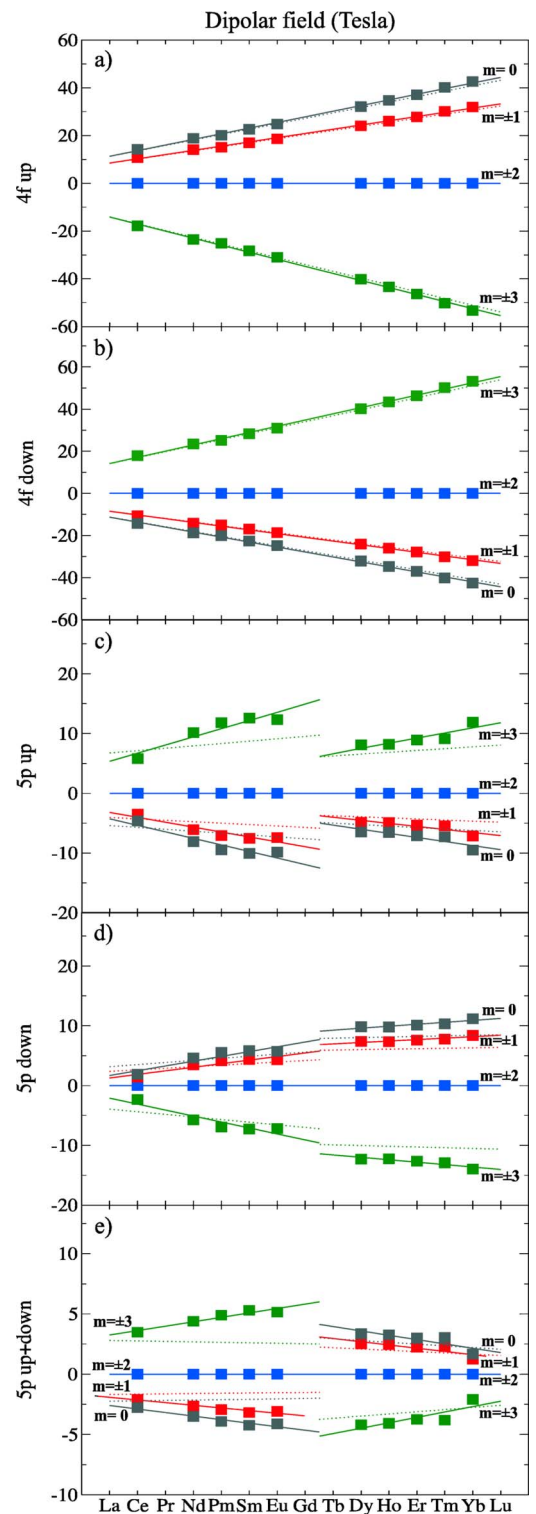 Dipolar field (Tesla)
a)
60
40
20
0
-20
-40
-60
4f up
m= 0
m=±1
m=±2
m=±3
b)
60
40
20
0
-20
-40
-60
4f down
m=±3
m=±2
m=±1
m= 0
c)
20
10
0
-10
-20
5p up
m=±3
m=±2
m=±1
m= 0
d)
20
10
0
-10
-20
5p down
m= 0
m=±1
m=±2
m=±3
e)
10
5
0
-5
-10
5p up+down
m=±3
m=±2
m=±1
m= 0
m= 0
m=±1
m=±2
m=±3
La Ce Pr Nd Pm Sm Eu Gd Tb Dy Ho Er Tm Yb Lu